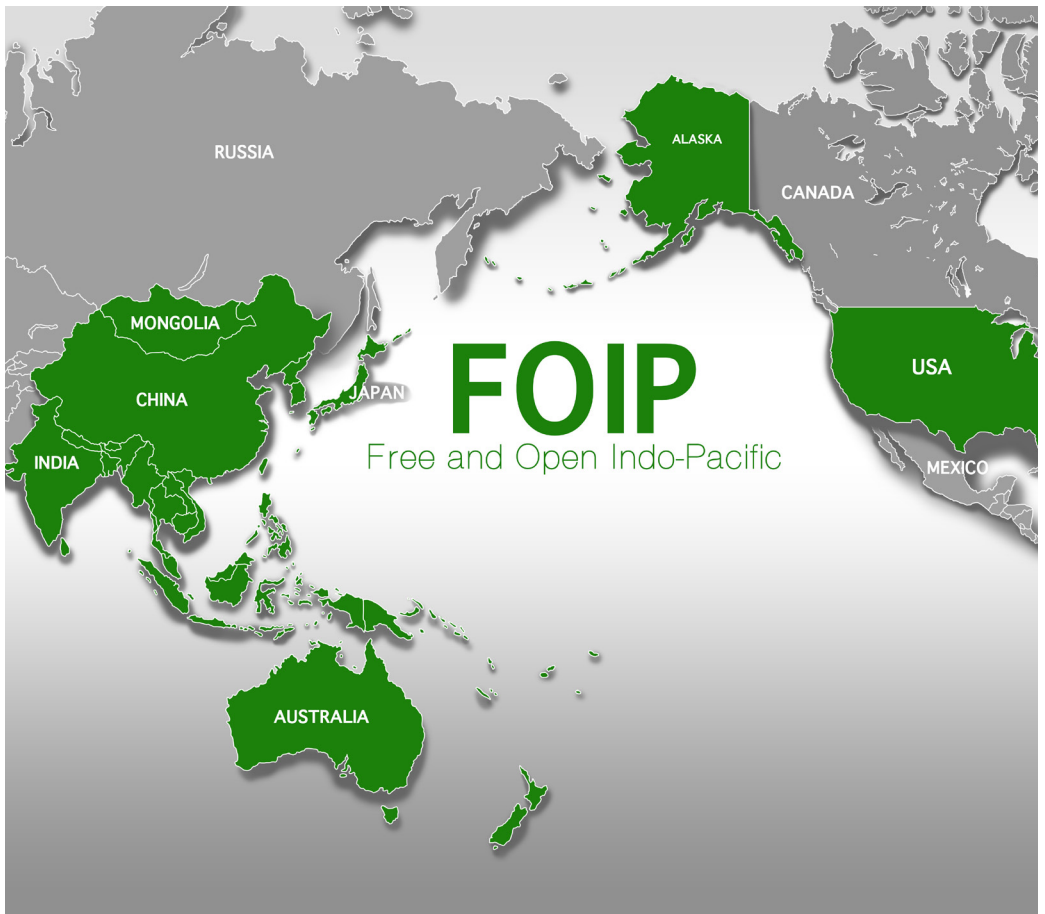 RUSSIA
ALASKA
CANADA
MONGOLIA
CHINA
JAPAN
FOIP
Free and Open Indo-Pacific
USA
INDIA
MEXICO
AUSTRALIA